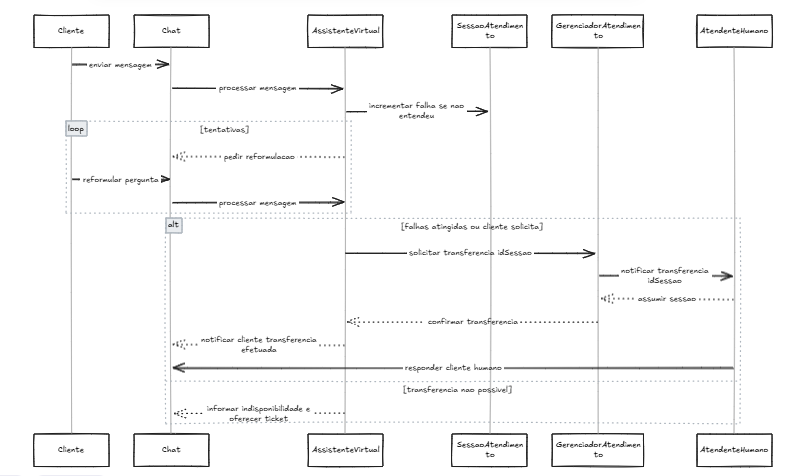 Cliente
Chat
AssistenteVirtual
SessaoAtendimen
to
GerenciadorAtendimen
to
AtendenteHumano
enviar mensagem
processar mensagem
incrementar falha se nao
entendeu
loop
[tentativas]
pedir reformulacao
reformular pergunta
processar mensagem
alt
[falhas atingidas ou cliente solicita]
solicitar transferencia idSessao
notificar transferencia
idSessao
assumir sessao
confirmar transferencia
notificar cliente transferencia
efetuada
responder cliente humano
[transferencia nao possivel]
informar indisponibilidade e
oferecer ticket
Cliente
Chat
AssistenteVirtual
SessaoAtendimen
to
GerenciadorAtendimen
to
AtendenteHumano